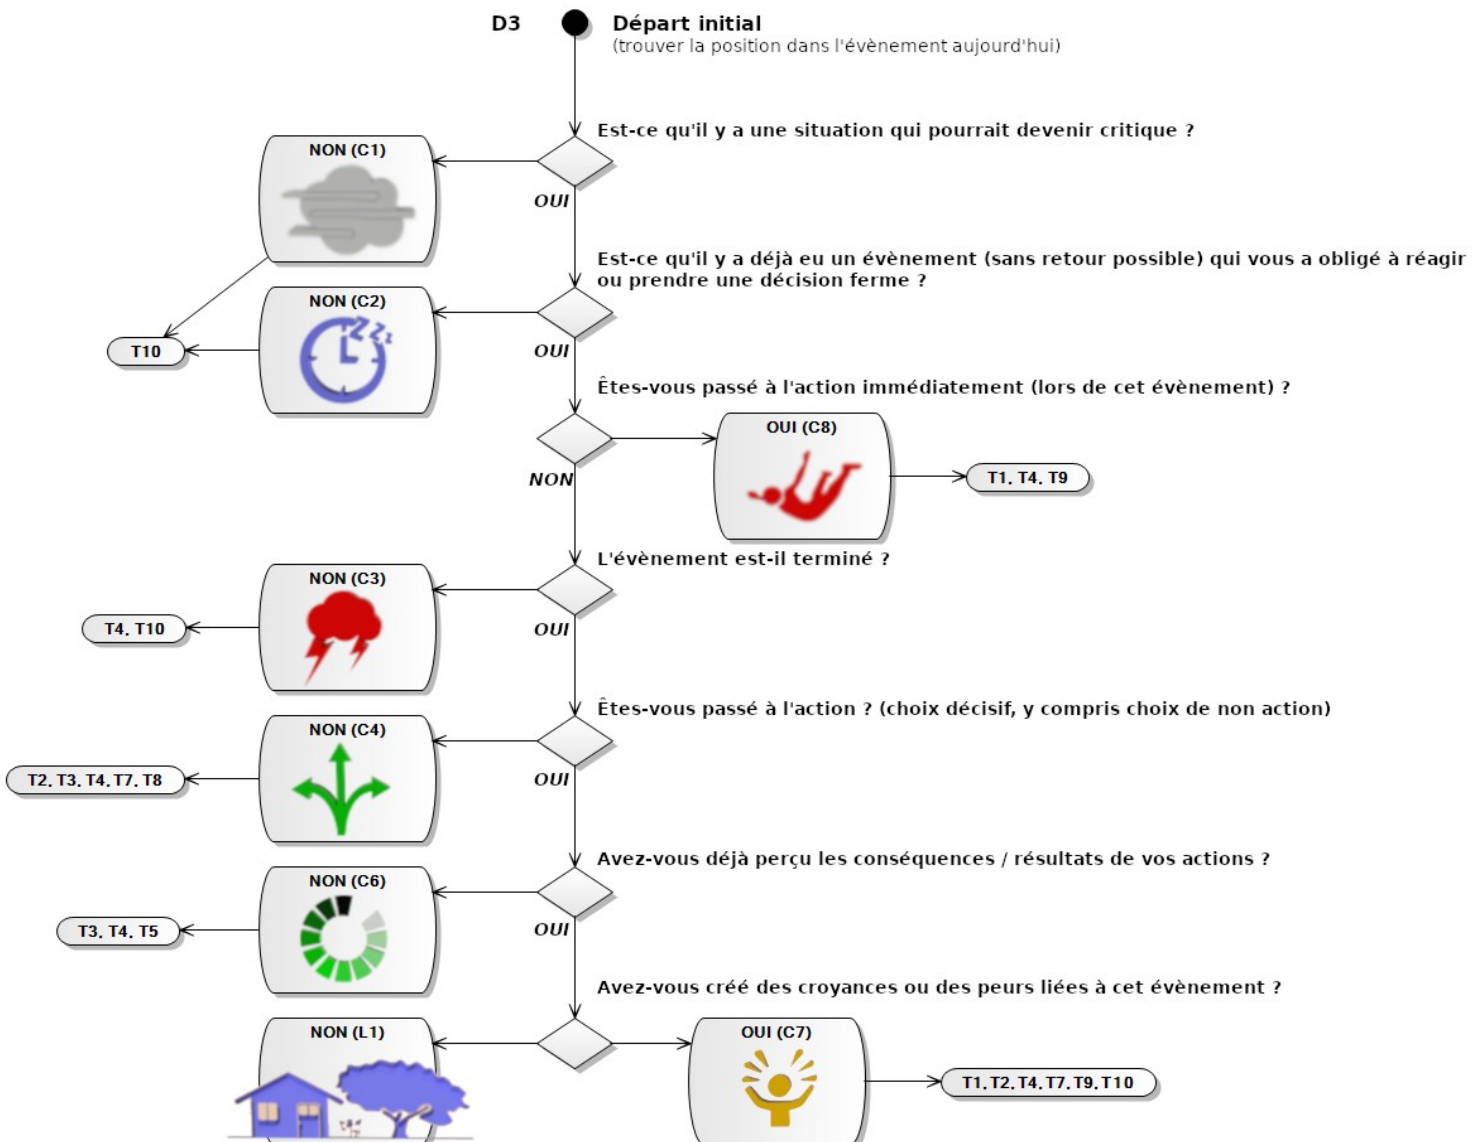 D3
Départ initial
(trouver la position dans l'évènement aujourd'hui)
Est-ce qu'il y a une situation qui pourrait devenir critique ?
NON (C1)
OUI
Est-ce qu'il y a déjà eu un évènement (sans retour possible) qui vous a obligé à réagir
ou prendre une décision ferme ?
NON (C2)
zzzz
T10
OUI
Êtes-vous passé à l'action immédiatement (lors de cet évènement) ?
OUI (C8)
T1. T4. T9
NON
L'évènement est-il terminé ?
NON (C3)
T4. T10
OUI
Êtes-vous passé à l'action ? (choix décisif, y compris choix de non action)
NON (C4)
T2. T3. T4. T7. T8
OUI
Avez-vous déjà perçu les conséquences / résultats de vos actions ?
NON (C6)
T3. T4. T5
OUI
Avez-vous créé des croyances ou des peurs liées à cet évènement ?
NON (L1)
OUI (C7)
T1. T2. T4. T7. T9. T10